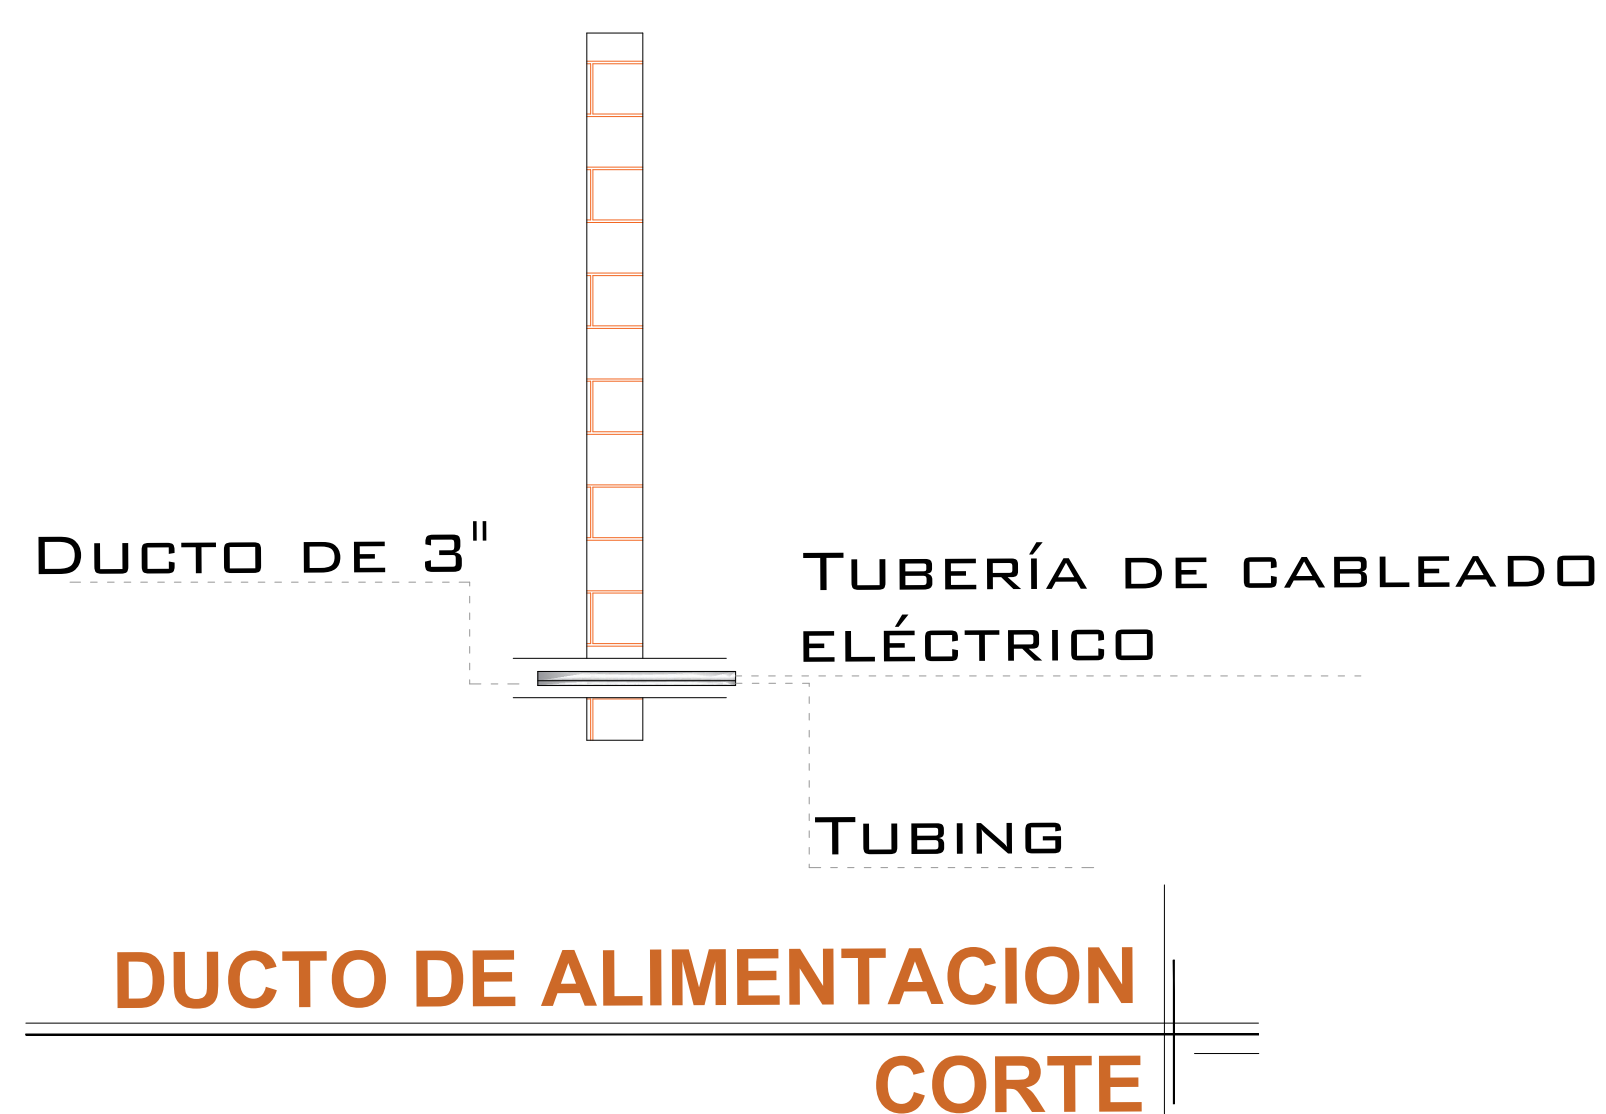 Ducto de 3"
Tubería de cableado
eléctrico
Tubing
DUCTO DE ALIMENTACION
CORTE